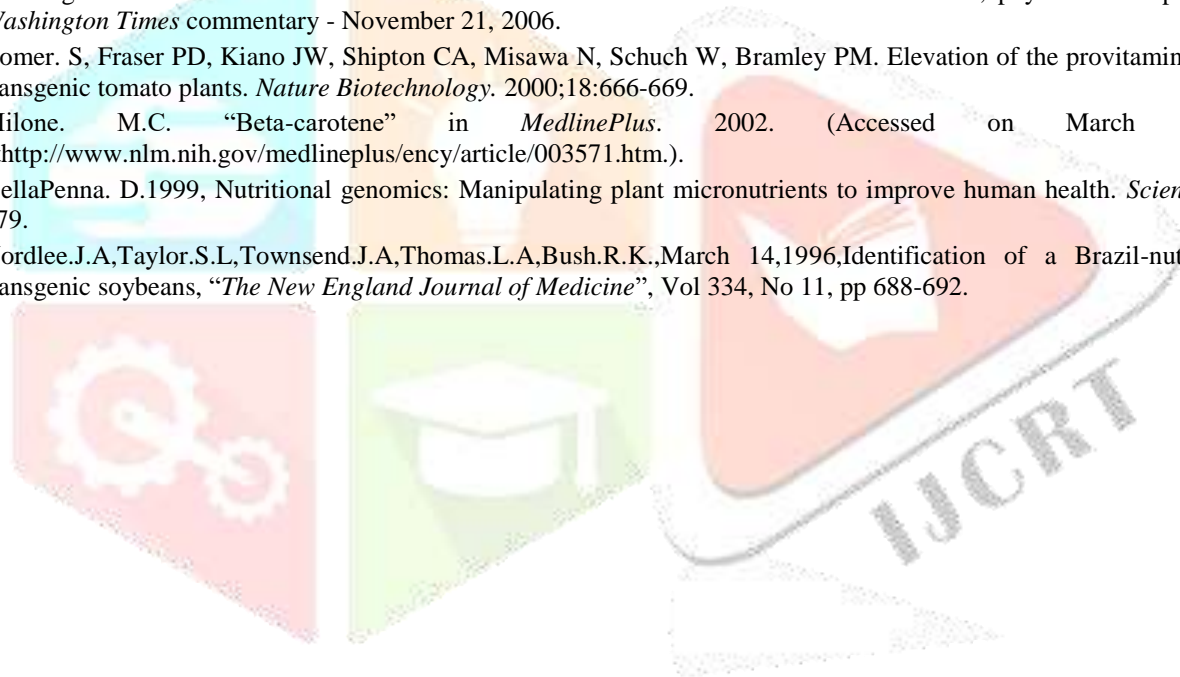 Washington Times commentary - November 21, 2006.
omer. S, Fraser PD, Kiano JW, Shipton CA, Misawa N, Schuch W, Bramley PM. Elevation of the provitamin
ansgenic tomato plants. Nature Biotechnology. 2000;18:666-669.
Milone. M.C. “Beta-carotene” in MedlinePlus. 2002. (Accessed on March
http://www.nlm.nih.gov/medlineplus/ency/article/003571.htm.).
ellaPenna. D.1999, Nutritional genomics: Manipulating plant micronutrients to improve human health. Scien
79.
ordlee.J.A,Taylor.S.L,Townsend.J.A,Thomas.L.A,Bush.R.K.,March 14,1996,Identification of a Brazil-nut
ansgenic soybeans, “The New England Journal of Medicine”, Vol 334, No 11, pp 688-692.
IJCRT